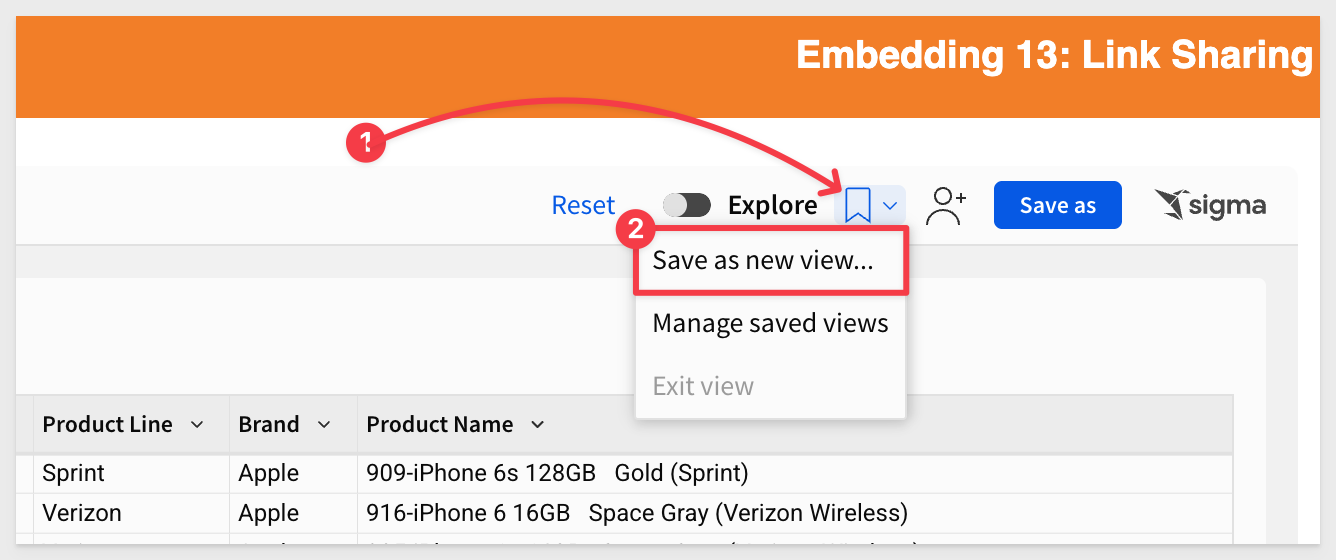 Embedding 13: Link Sharing
1
Reset Explore Save as sigma
2
Save as new view...
Manage saved views
Exit view
Product Line Brand Product Name
Sprint Apple 909-iPhone 6s 128GB Gold (Sprint)
Verizon Apple 916-iPhone 6 16GB Space Gray (Verizon Wireless)